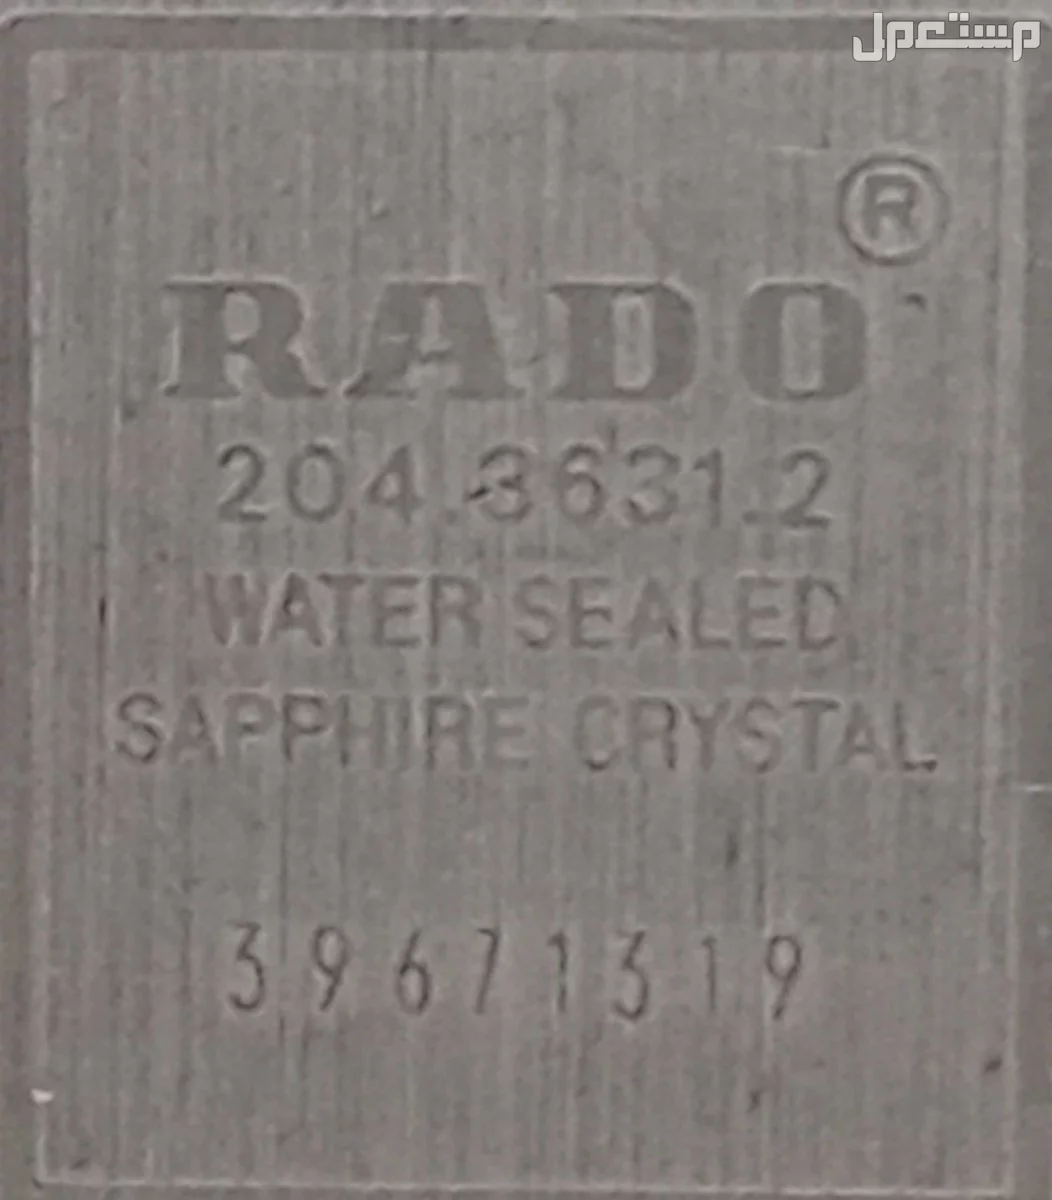 مستعمل
®
RADO
204.3631.2
WATER SEALED
SAPPHIRE CRYSTAL
39671319